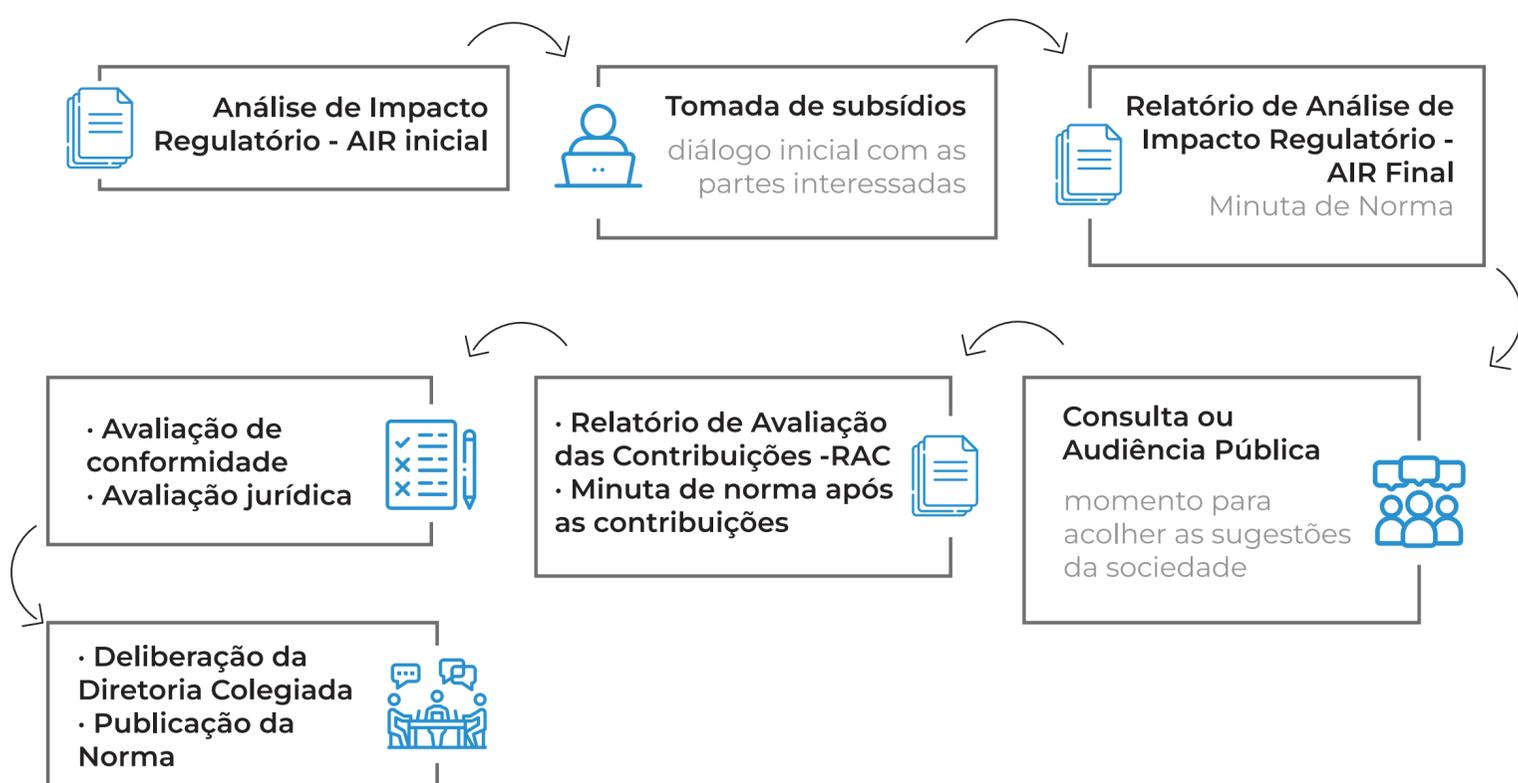 Análise de Impacto
Regulatório - AIR inicial
Tomada de subsídios
diálogo inicial com as
partes interessadas
Relatório de Análise de
Impacto Regulatório -
AIR Final
Minuta de Norma
Consulta ou
Audiência Pública
momento para
acolher as sugestões
da sociedade
· Relatório de Avaliação
das Contribuições -RAC
· Minuta de norma após
as contribuições
· Avaliação de
conformidade
· Avaliação jurídica
· Deliberação da
Diretoria Colegiada
· Publicação da
Norma